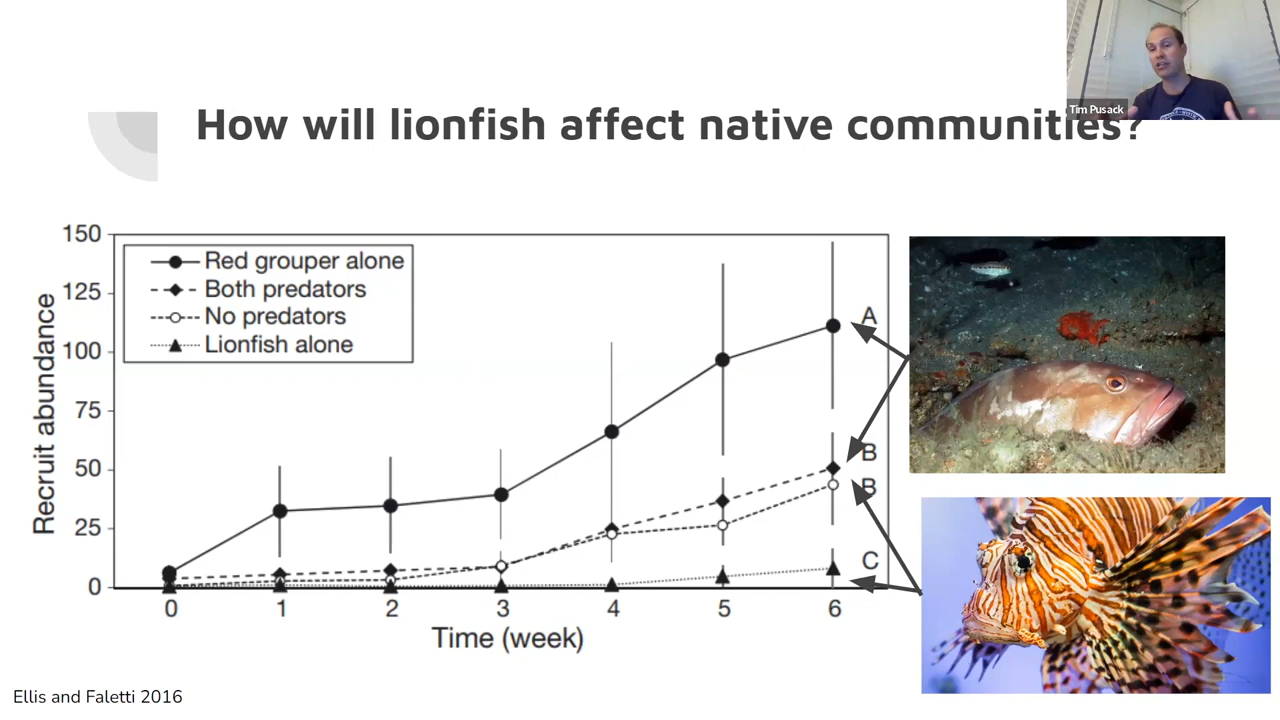 Tim Pusack
How will lionfish affect native communities?
Red grouper alone
Both predators
No predators
Lionfish alone
Recruit abundance
150
125
100
75
50
25
0
A
B
B
C
0 1 2 3 4 5 6
Time (week)
Ellis and Faletti 2016